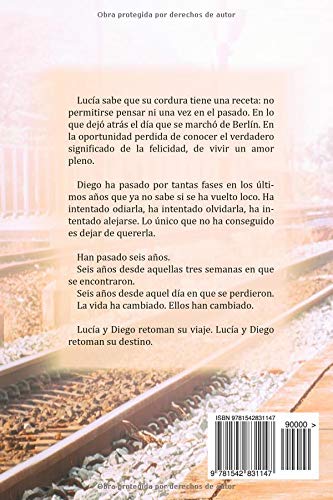 Obra protegida por derechos de autor
Lucía sabe que su cordura tiene una receta: no
permitirse pensar ni una vez en el pasado. En lo
que dejó atrás el día que se marchó de Berlín. En
la oportunidad perdida de conocer el verdadero
significado de la felicidad, de vivir un amor
pleno.
Diego ha pasado por tantas fases en los últi-
mos años que ya no sabe si se ha vuelto loco. Ha
intentado odiarla, ha intentado olvidarla, ha in-
tentado alejarse. Lo único que no ha conseguido
es dejar de quererla.
Han pasado seis años.
Seis años desde aquellas tres semanas en que
se encontraron.
Seis años desde aquel día en que se perdieron.
La vida ha cambiado. Ellos han cambiado.
Lucía y Diego retoman su viaje. Lucía y Diego
retoman su destino.
ISBN 9781542831147
90000 >
9 781542 831147
Obra protegida por derechos de autor